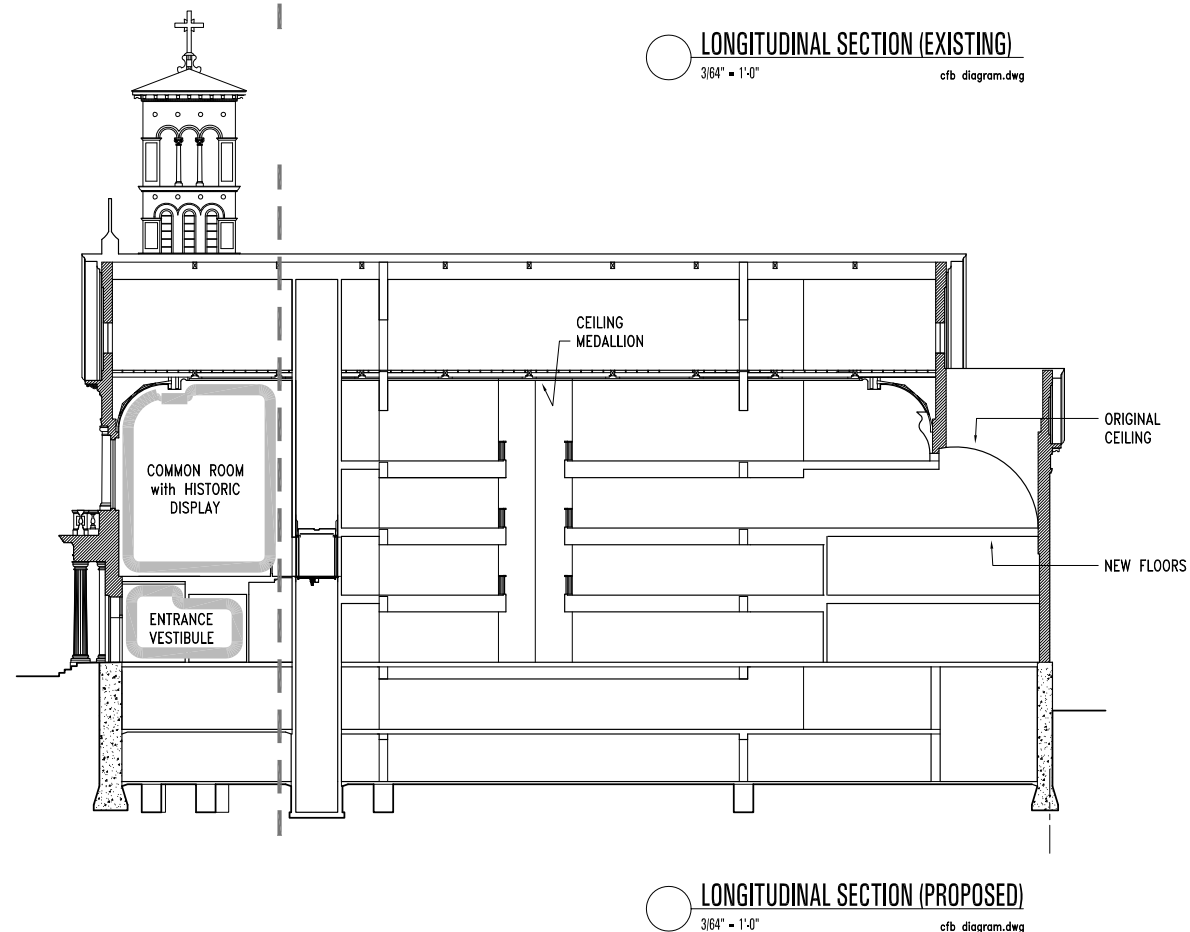 LONGITUDINAL SECTION (EXISTING)
3/64" = 1'-0"
cfb diagram.dwg
CEILING
MEDALLION
ORIGINAL
CEILING
COMMON ROOM
with HISTORIC
DISPLAY
NEW FLOORS
ENTRANCE
VESTIBULE
LONGITUDINAL SECTION (PROPOSED)
3/64" = 1'-0"
cfb diagram.dwg